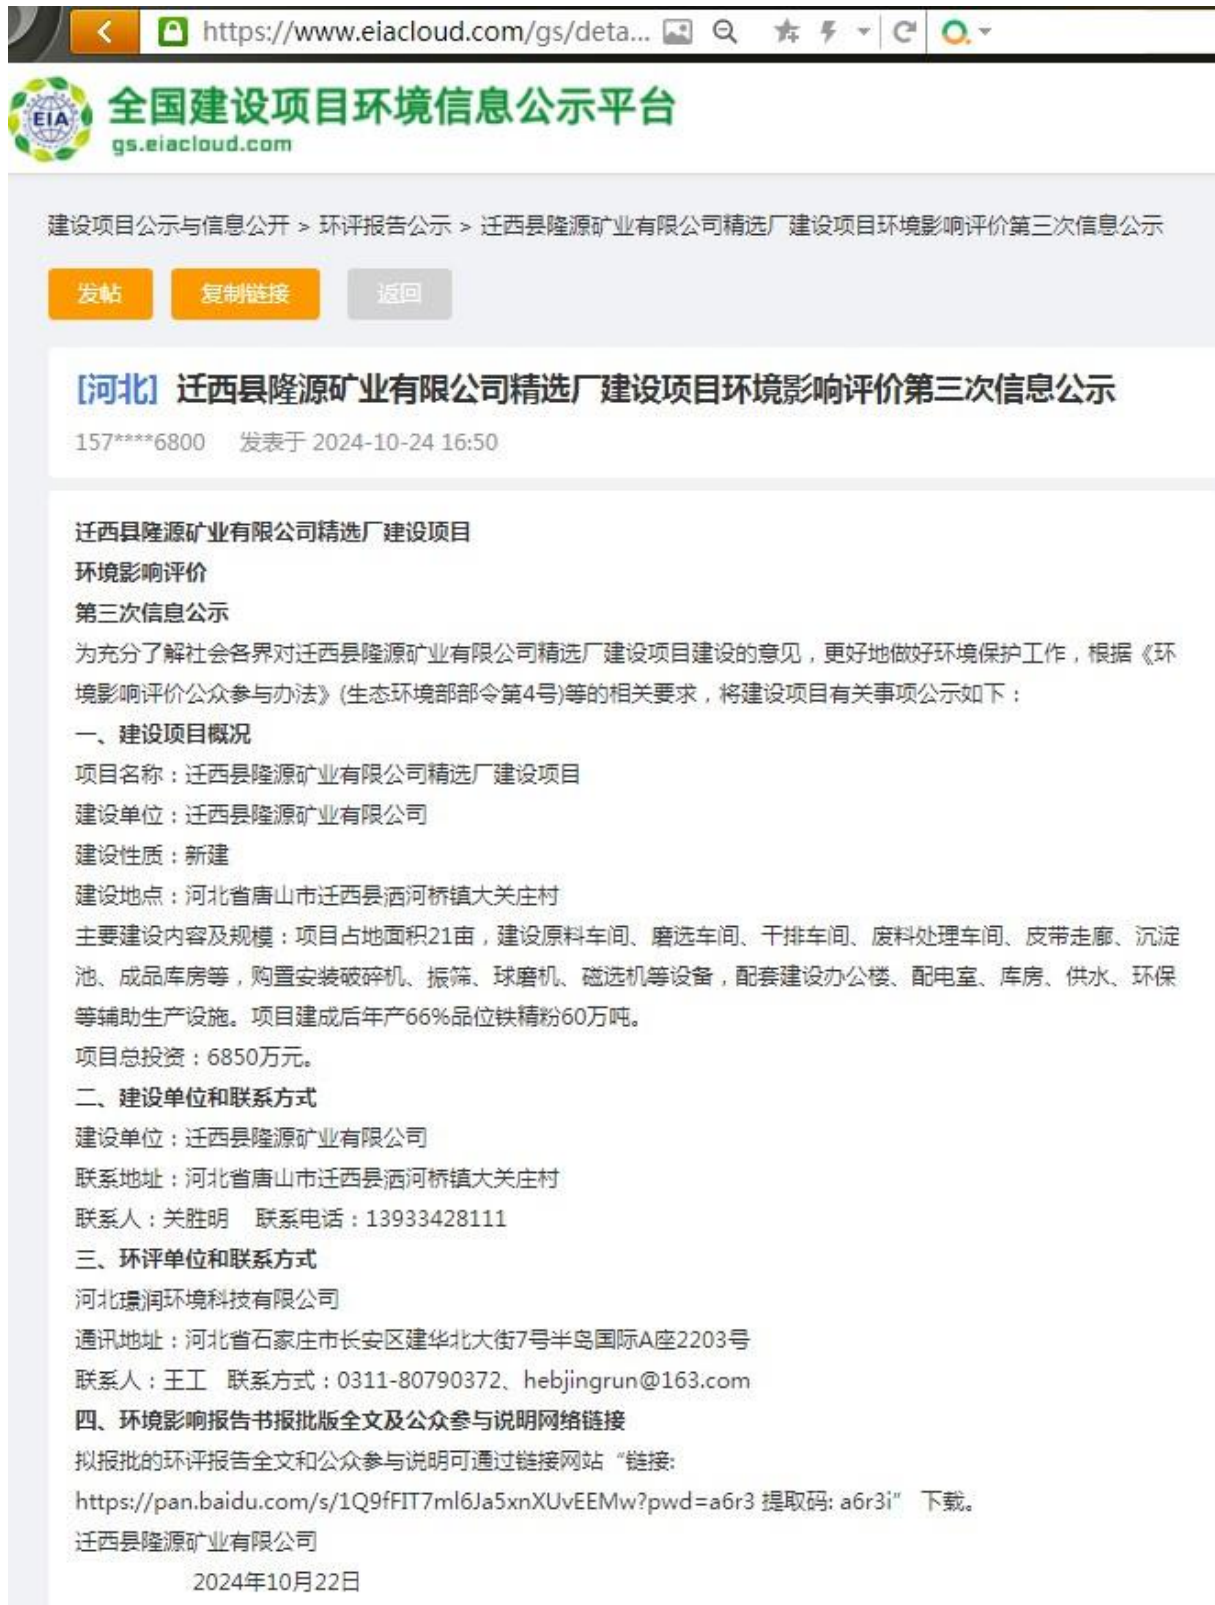 https://www.eiacloud.com/gs/deta...
EIA
全国建设项目环境信息公示平台
gs.eiacloud.com
建设项目公示与信息公开 > 环评报告公示 > 迁西县隆源矿业有限公司精选厂建设项目环境影响评价第三次信息公示
发帖 复制链接 返回
[河北] 迁西县隆源矿业有限公司精选厂建设项目环境影响评价第三次信息公示
157****6800 发表于 2024-10-24 16:50
迁西县隆源矿业有限公司精选厂建设项目
环境影响评价
第三次信息公示
为充分了解社会各界对迁西县隆源矿业有限公司精选厂建设项目建设的意见，更好地做好环境保护工作，根据《环
境影响评价公众参与办法》(生态环境部部令第4号)等的相关要求，将建设项目有关事项公示如下：
一、建设项目概况
项目名称：迁西县隆源矿业有限公司精选厂建设项目
建设单位：迁西县隆源矿业有限公司
建设性质：新建
建设地点：河北省唐山市迁西县洒河桥镇大关庄村
主要建设内容及规模：项目占地面积21亩，建设原料车间、磨选车间、干排车间、废料处理车间、皮带走廊、沉淀
池、成品库房等，购置安装破碎机、振筛、球磨机、磁选机等设备，配套建设办公楼、配电室、库房、供水、环保
等辅助生产设施。项目建成后年产66%品位铁精粉60万吨。
项目总投资：6850万元。
二、建设单位和联系方式
建设单位：迁西县隆源矿业有限公司
联系地址：河北省唐山市迁西县洒河桥镇大关庄村
联系人：关胜明 联系电话：13933428111
三、环评单位和联系方式
河北璟润环境科技有限公司
通讯地址：河北省石家庄市长安区建华北大街7号半岛国际A座2203号
联系人：王工 联系方式：0311-80790372、hebjingrun@163.com
四、环境影响报告书报批版全文及公众参与说明网络链接
拟报批的环评报告全文和公众参与说明可通过链接网站“链接:
https://pan.baidu.com/s/1Q9fFIT7ml6Ja5xnXUvEEMw?pwd=a6r3 提取码: a6r3i” 下载。
迁西县隆源矿业有限公司
2024年10月22日